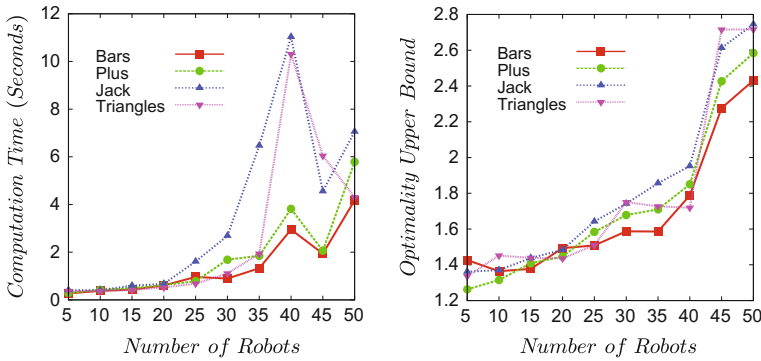 Computation Time (Seconds)
12
10
8
6
4
2
0
Bars
Plus
Jack
Triangles
5 10 15 20 25 30 35 40 45 50
Number of Robots
Optimality Upper Bound
2.8
2.6
2.4
2.2
2
1.8
1.6
1.4
1.2
Bars
Plus
Jack
Triangles
5 10 15 20 25 30 35 40 45 50
Number of Robots